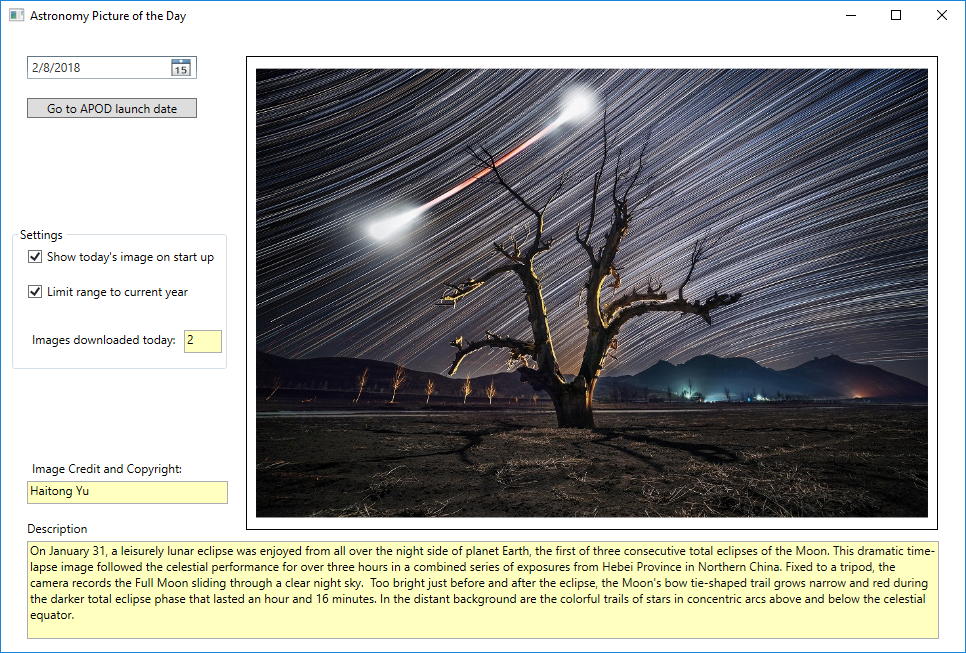 Astronomy Picture of the Day
2/8/2018
15
Go to APOD launch date
Settings
Show today's image on start up
Limit range to current year
Images downloaded today:
2
Image Credit and Copyright:
Haitong Yu
Description
On January 31, a leisurely lunar eclipse was enjoyed from all over the night side of planet Earth, the first of three consecutive total eclipses of the Moon. This dramatic time-
lapse image followed the celestial performance for over three hours in a combined series of exposures from Hebei Province in Northern China. Fixed to a tripod, the
camera records the Full Moon sliding through a clear night sky.  Too bright just before and after the eclipse, the Moon's bow tie-shaped trail grows narrow and red during
the darker total eclipse phase that lasted an hour and 16 minutes. In the distant background are the colorful trails of stars in concentric arcs above and below the celestial
equator.